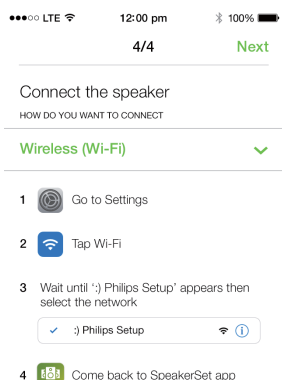 LTE 12:00 pm 100%
4/4 Next
Connect the speaker
HOW DO YOU WANT TO CONNECT
Wireless (Wi-Fi)
1 Go to Settings
2 Tap Wi-Fi
3 Wait until ':) Philips Setup' appears then
select the network
:) Philips Setup
4 Come back to SpeakerSet app